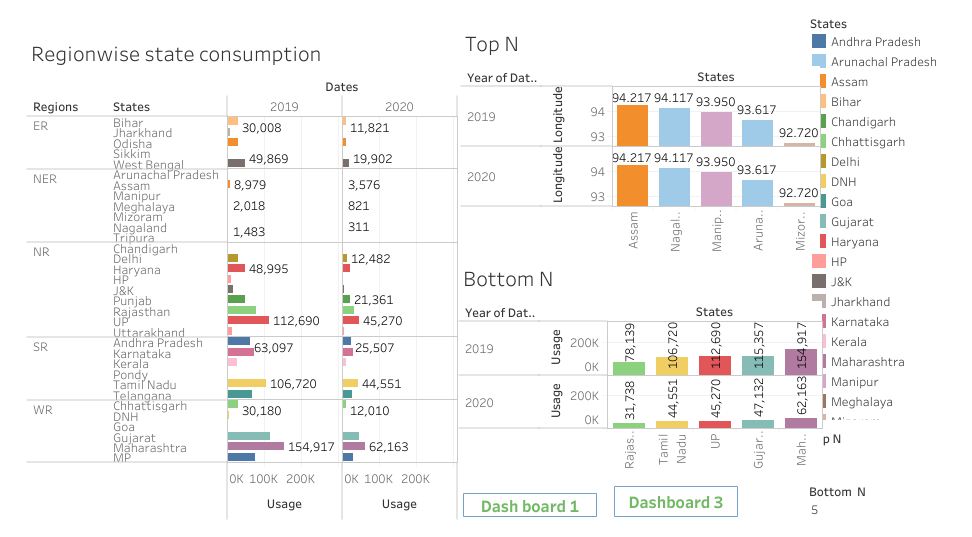 Regionwise state consumption
Dates
Regions States 2019 2020
ER Bihar 30,008 11,821
Jharkhand
Odisha
Sikkim
West Bengal 49,869 19,902
NER Arunachal Pradesh
Assam 8,979 3,576
Manipur
Meghalaya 2,018 821
Mizoram
Nagaland 1,483 311
Tripura
NR Chandigarh
Delhi 12,482
Haryana 48,995
HP
J&K
Punjab 21,361
Rajasthan
UP 112,690 45,270
Uttarakhand
SR Andhra Pradesh
Karnataka 63,097 25,507
Kerala
Pondy
Tamil Nadu 106,720 44,551
Telangana
WR Chhattisgarh
DNH 30,180 12,010
Goa
Gujarat
Maharashtra 154,917 62,163
MP
0K 100K 200K 0K 100K 200K
Usage Usage
Top N
Year of Dat.. States
2019 Longitude 94 93
94.217 94.117 93.950 93.617 92.720
2020 Longitude 94 93
94.217 94.117 93.950 93.617 92.720
Assam Nagal.. Manip.. Aruna.. Mizor..
Bottom N
Year of Dat.. States
2019 Usage 200K 0K
78,139 106,720 112,690 115,357 154,917
2020 Usage 200K 0K
31,738 44,551 45,270 47,132 62,163
Rajas.. Tamil Nadu UP Gujar.. Mah..
Dash board 1 Dashboard 3
States
Andhra Pradesh
Arunachal Pradesh
Assam
Bihar
Chandigarh
Chhattisgarh
Delhi
DNH
Goa
Gujarat
Haryana
HP
J&K
Jharkhand
Karnataka
Kerala
Maharashtra
Manipur
Meghalaya
p N
Bottom N
5